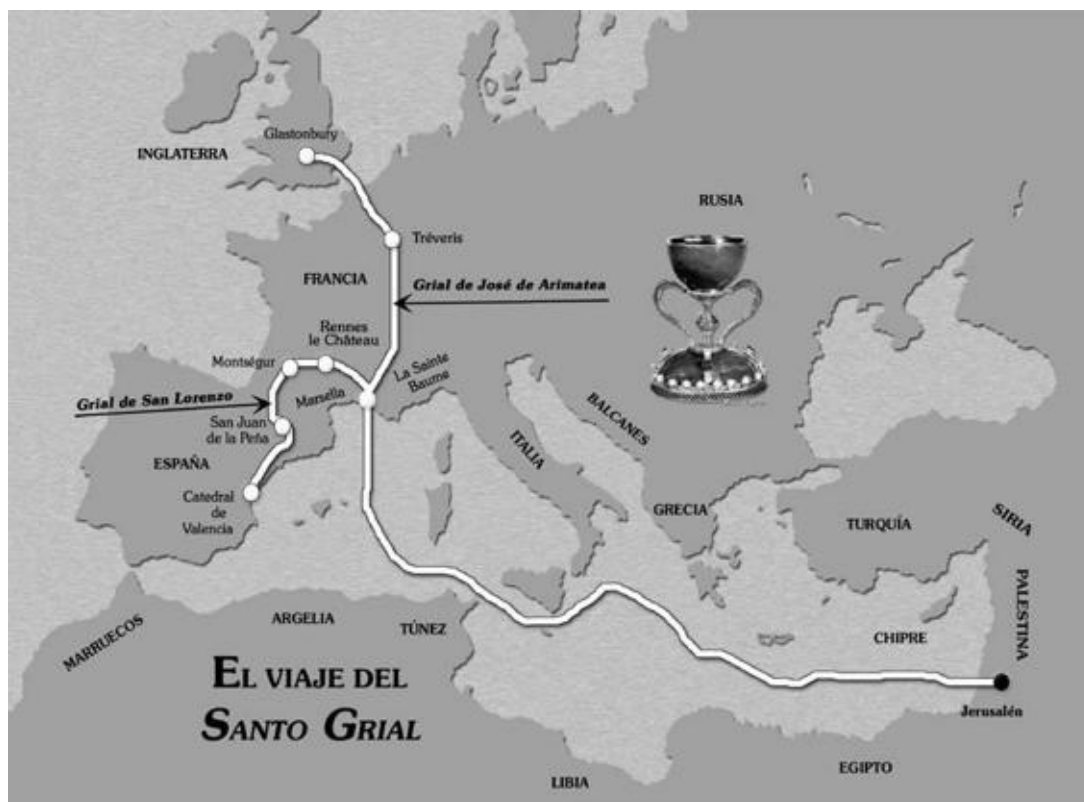 Glastonbury
INGLATERRA
RUSIA
Tréveris
FRANCIA
Grial de José de Arimatea
Rennes
le Château
Montségur
La Sainte
Baume
Marsella
Grial de San Lorenzo
San Juan
de la Peña
BALCANES
ITALIA
ESPAÑA
Catedral
de
Valencia
GRECIA
TURQUÍA
SIRIA
PALESTINA
MARRUECOS
ARGELIA
TÚNEZ
CHIPRE
EL VIAJE DEL
SANTO GRIAL
Jerusalén
EGIPTO
LIBIA